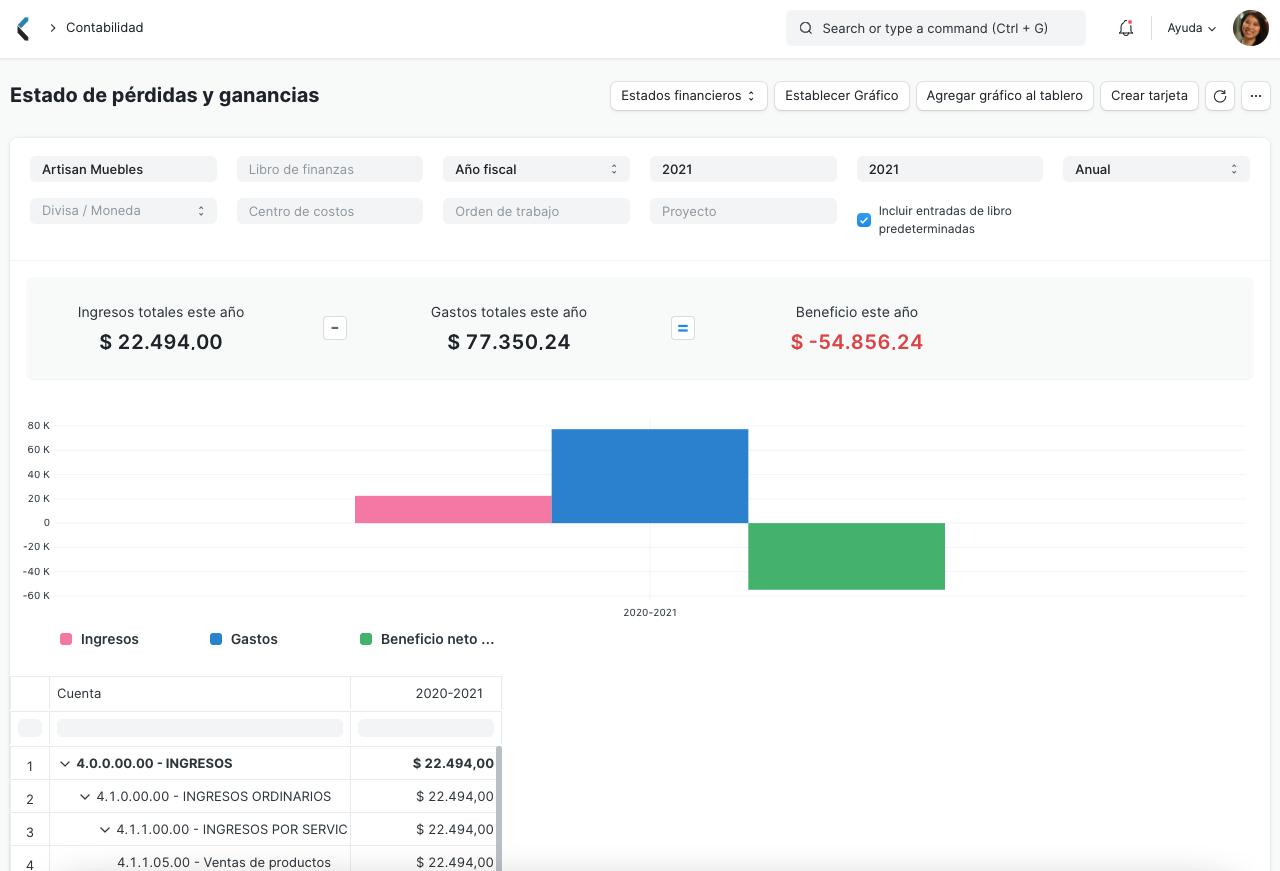 Contabilidad
Search or type a command (Ctrl + G)
Ayuda
Estado de pérdidas y ganancias
Estados financieros
Establecer Gráfico
Agregar gráfico al tablero
Crear tarjeta
...
Artisan Muebles
Libro de finanzas
Año fiscal
2021
2021
Anual
Divisa / Moneda
Centro de costos
Orden de trabajo
Proyecto
Incluir entradas de libro
predeterminadas
Ingresos totales este año
$ 22.494,00
-
Gastos totales este año
$ 77.350,24
=
Beneficio este año
$ -54.856,24
80 K
60 K
40 K
20 K
0
-20 K
-40 K
-60 K
2020-2021
Ingresos
Gastos
Beneficio neto ...
Cuenta
2020-2021
1
4.0.0.00.00 - INGRESOS
$ 22.494,00
2
4.1.0.00.00 - INGRESOS ORDINARIOS
$ 22.494,00
3
4.1.1.00.00 - INGRESOS POR SERVIC
$ 22.494,00
4
4.1.1.05.00 - Ventas de productos
$ 22.494,00